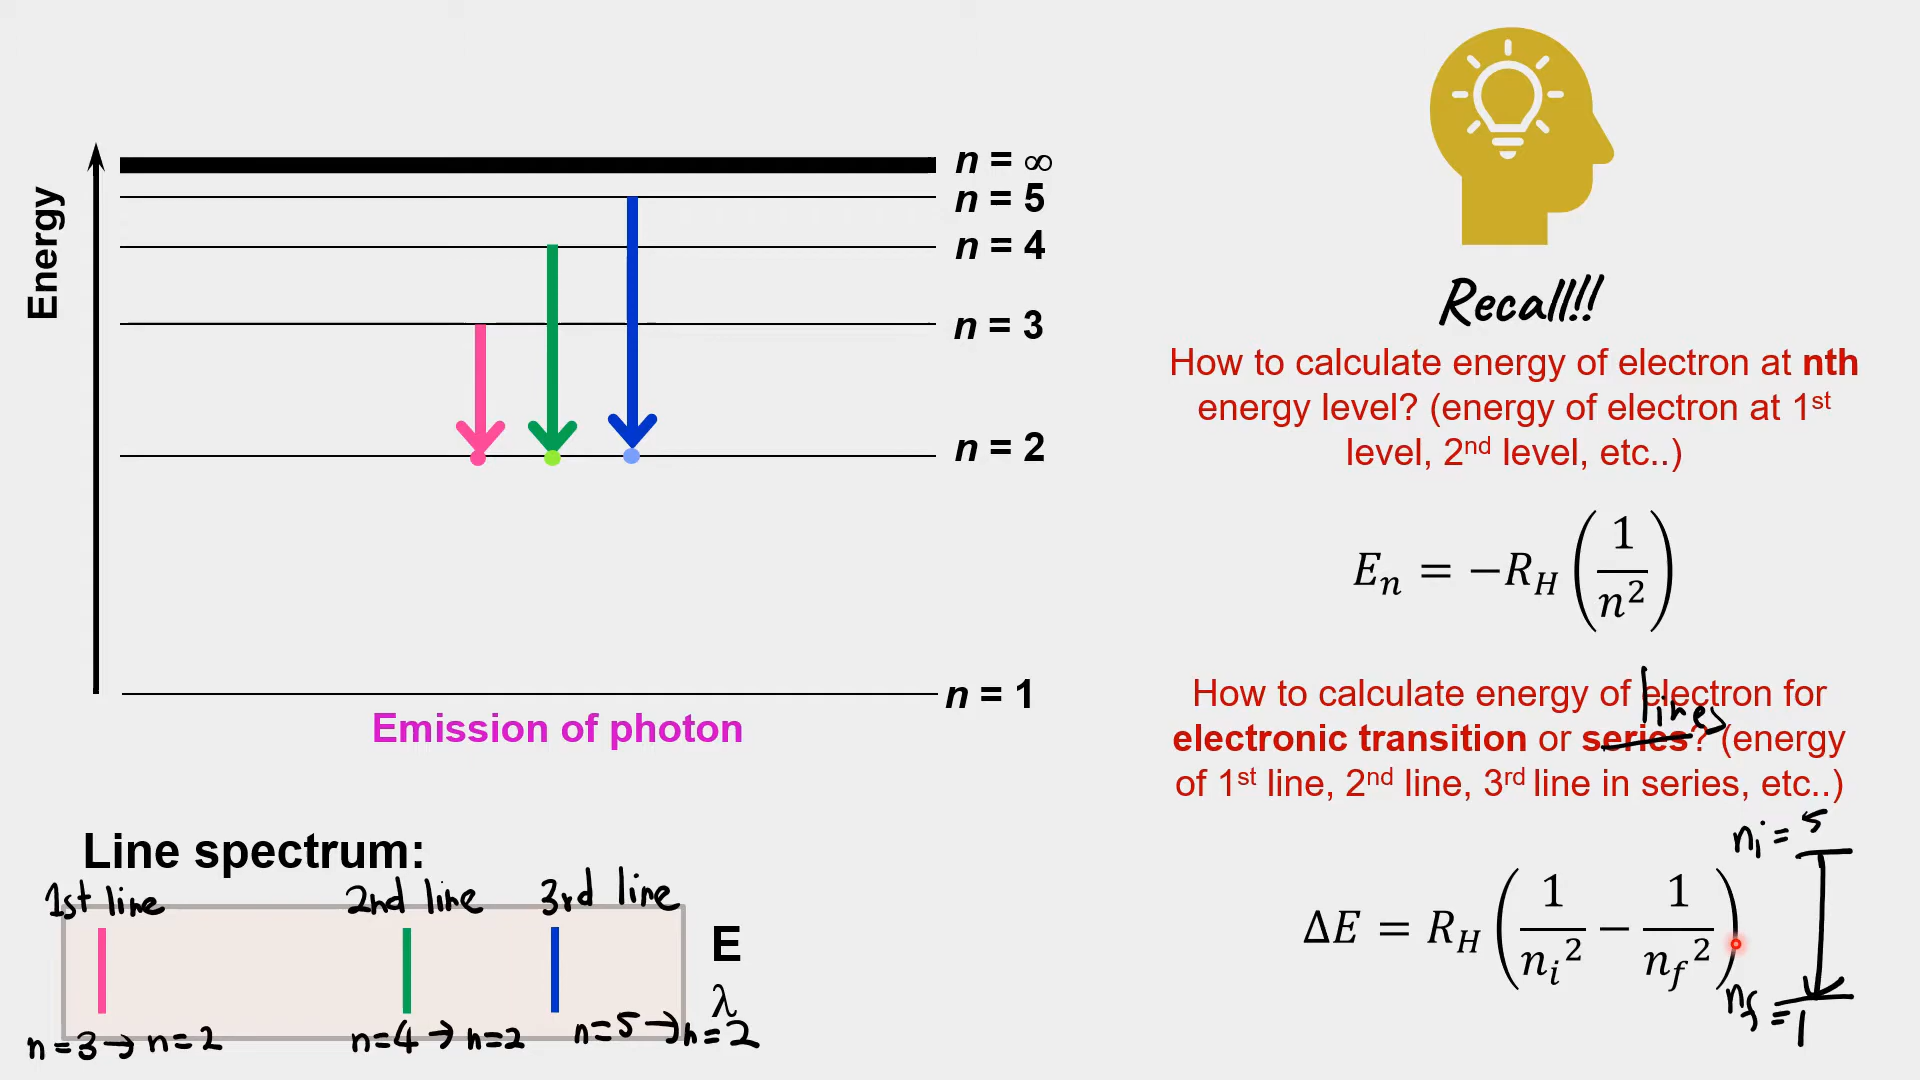 Energy
n = ∞
n = 5
n = 4
n = 3
n = 2
n = 1
Emission of photon
Line spectrum:
1st line 2nd line 3rd line
E
λ
n=3 → n=2 n=4 → n=2 n=5 → n=2
Recall!!
How to calculate energy of electron at nth
energy level? (energy of electron at 1st
level, 2nd level, etc..)
Eₙ = −R_H (1/n²)
How to calculate energy of electron for
lines
electronic transition or series? (energy
of 1st line, 2nd line, 3rd line in series, etc..)
ΔE = R_H (1/nᵢ² − 1/n_f²)
nᵢ = 5
n_f = 1